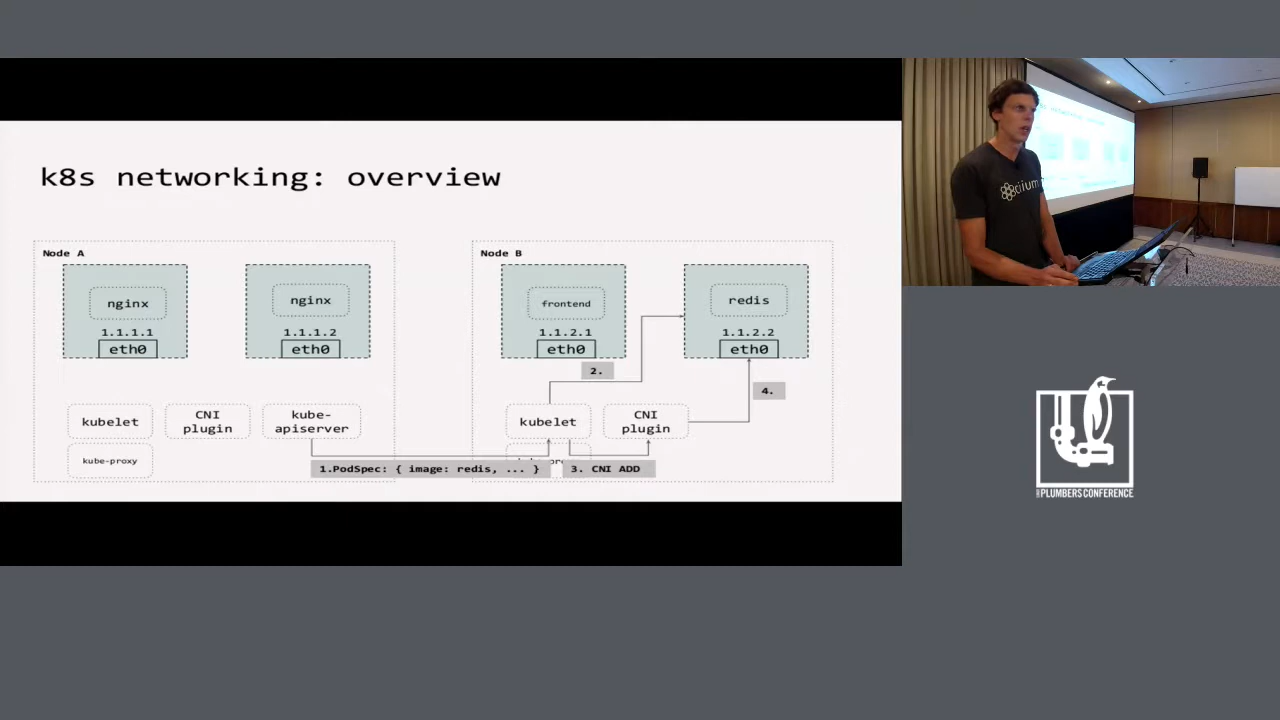 k8s networking: overview
Node A
nginx
1.1.1.1
eth0
nginx
1.1.1.2
eth0
kubelet
CNI
plugin
kube-
apiserver
kube-proxy
Node B
frontend
1.1.2.1
eth0
redis
1.1.2.2
eth0
2.
4.
kubelet
CNI
plugin
1.PodSpec: { image: redis, ... }
3. CNI ADD
cilium
PLUMBERS CONFERENCE